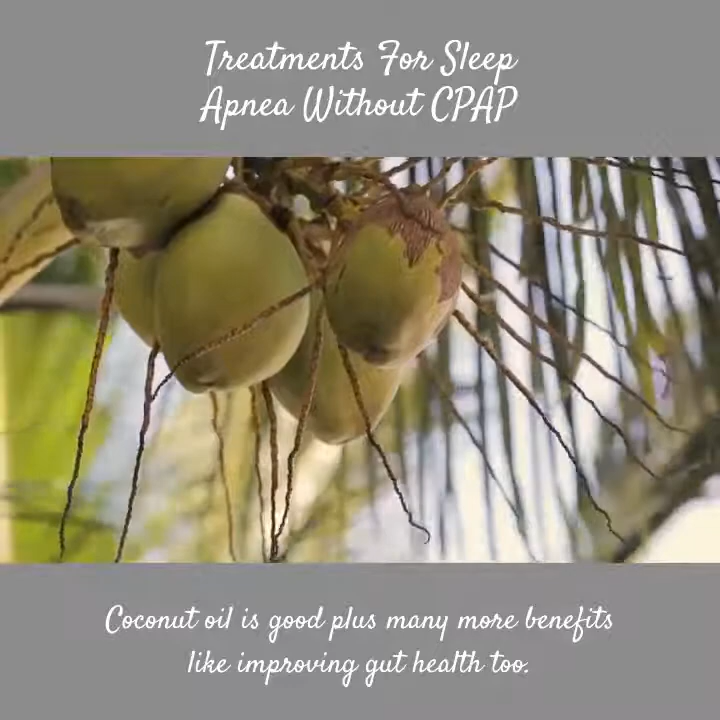 Treatments For Sleep
Apnea Without CPAP
Coconut oil is good plus many more benefits
like improving gut health too.